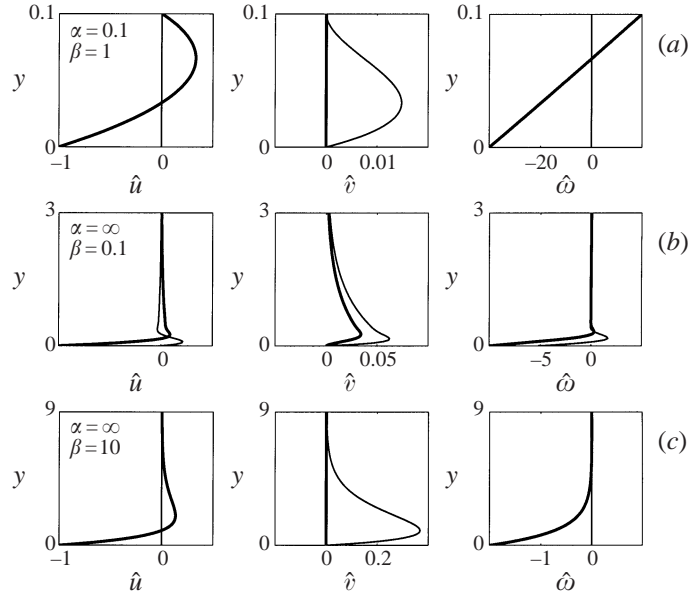 0.1 0.1 0.1
α = 0.1
β = 1
(a)
y y y
0 0 0
−1 0 0 0.01 −20 0
û v̂ ω̂
3 3 3
α = ∞
β = 0.1
(b)
y y y
0 0 0
−1 0 0 0.05 −5 0
û v̂ ω̂
9 9 9
α = ∞
β = 10
(c)
y y y
0 0 0
−1 0 0 0.2 −1 0
û v̂ ω̂